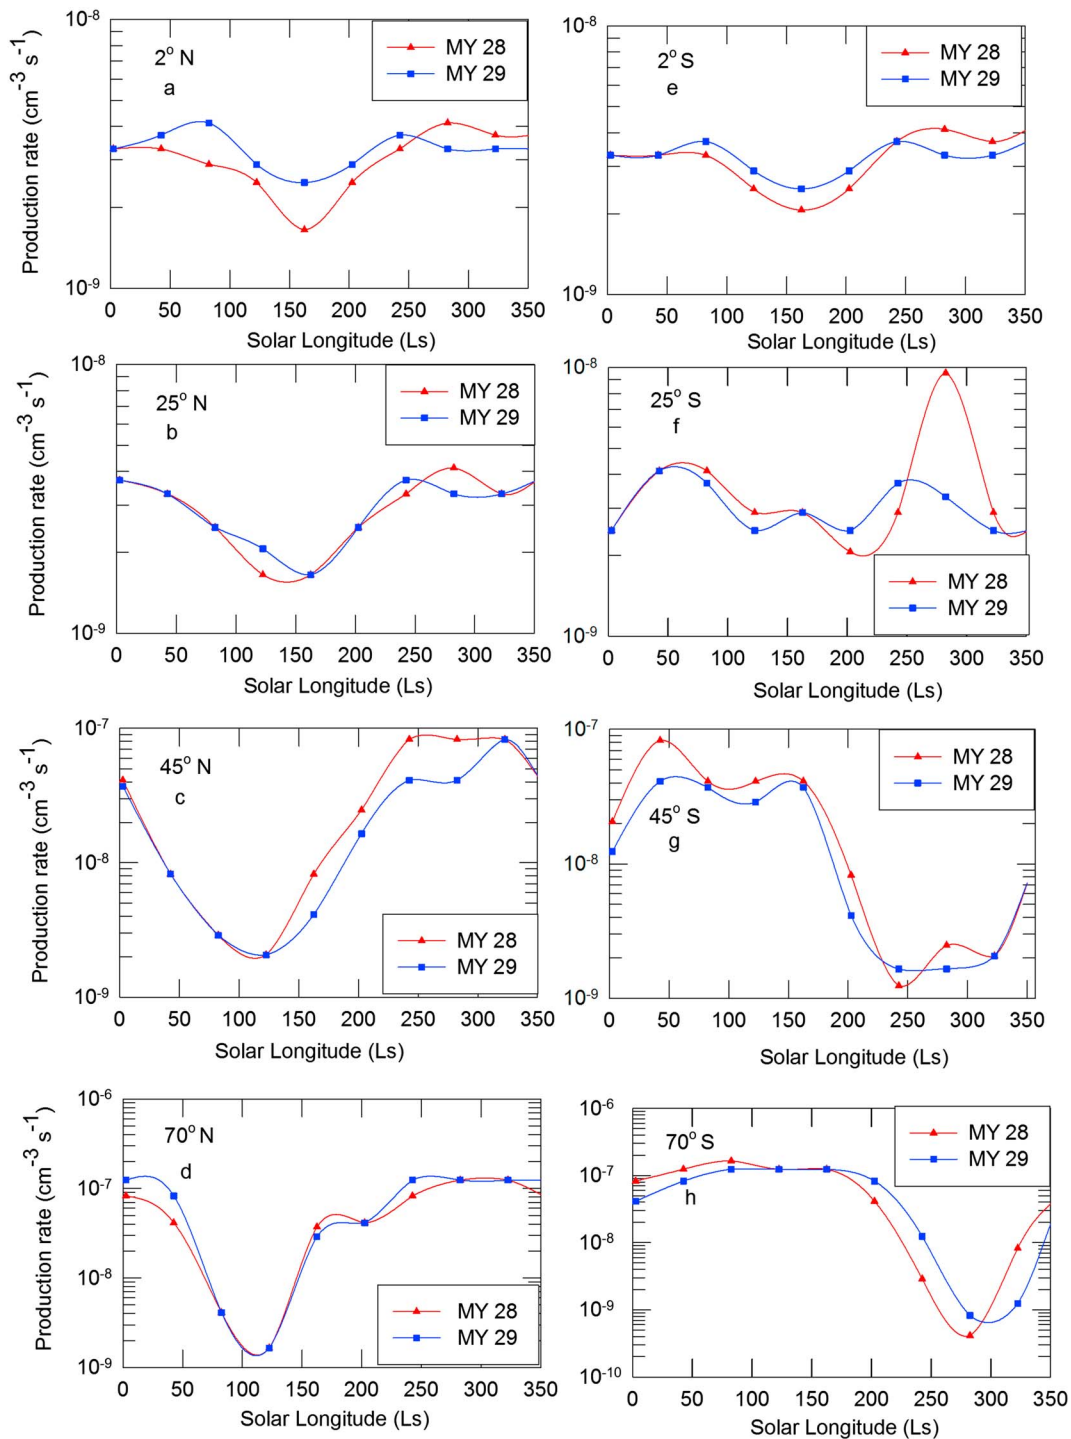 10⁻⁸
2° N
a
MY 28
MY 29
Production rate (cm⁻³ s⁻¹)
10⁻⁹
0 50 100 150 200 250 300 350
Solar Longitude (Ls)
10⁻⁸
2° S
e
MY 28
MY 29
10⁻⁹
0 50 100 150 200 250 300 350
Solar Longitude (Ls)
10⁻⁸
25° N
b
MY 28
MY 29
Production rate (cm⁻³ s⁻¹)
10⁻⁹
0 50 100 150 200 250 300 350
Solar Longitude (Ls)
10⁻⁸
25° S
f
MY 28
MY 29
10⁻⁹
0 50 100 150 200 250 300 350
Solar Longitude (Ls)
10⁻⁷
45° N
c
10⁻⁸
MY 28
MY 29
Production rate (cm⁻³ s⁻¹)
10⁻⁹
0 50 100 150 200 250 300 350
Solar Longitude (Ls)
10⁻⁷
MY 28
MY 29
45° S
g
10⁻⁸
10⁻⁹
0 50 100 150 200 250 300 350
Solar Longitude (Ls)
10⁻⁶
70° N
d
10⁻⁷
10⁻⁸
MY 28
MY 29
Production rate (cm⁻³ s⁻¹)
10⁻⁹
0 50 100 150 200 250 300 350
Solar Longitude (Ls)
10⁻⁶
70° S
h
MY 28
MY 29
10⁻⁷
10⁻⁸
10⁻⁹
10⁻¹⁰
0 50 100 150 200 250 300 350
Solar Longitude (Ls)